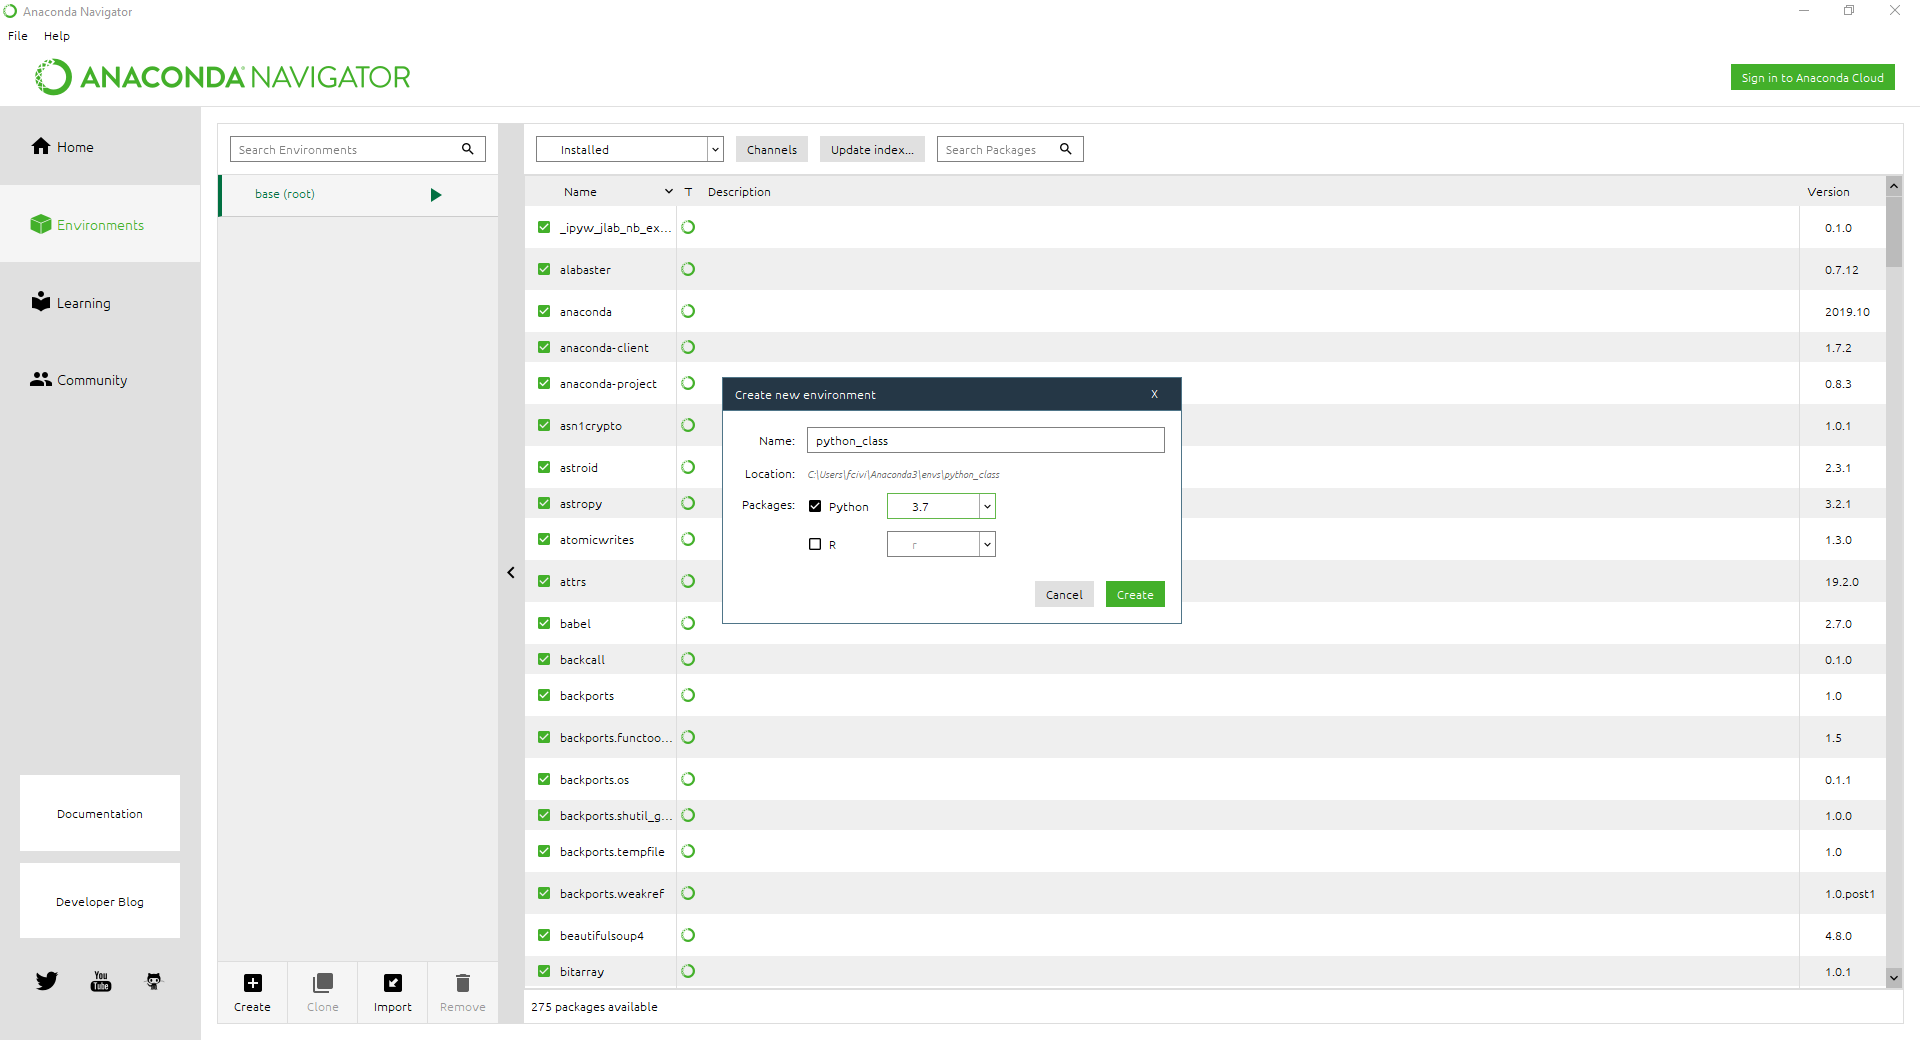 Anaconda Navigator
File Help
ANACONDA NAVIGATOR
Sign in to Anaconda Cloud
Home
Environments
Learning
Community
Documentation
Developer Blog
You Tube
Search Environments
base (root)
Create Clone Import Remove
Installed Channels Update index... Search Packages
Name T Description Version
_ipyw_jlab_nb_ex... 0.1.0
alabaster 0.7.12
anaconda 2019.10
anaconda-client 1.7.2
anaconda-project 0.8.3
asn1crypto 1.0.1
astroid 2.3.1
astropy 3.2.1
atomicwrites 1.3.0
attrs 19.2.0
babel 2.7.0
backcall 0.1.0
backports 1.0
backports.functoo... 1.5
backports.os 0.1.1
backports.shutil_g... 1.0.0
backports.tempfile 1.0
backports.weakref 1.0.post1
beautifulsoup4 4.8.0
bitarray 1.0.1
275 packages available
Create new environment X
Name: python_class
Location: C:\Users\fcivi\Anaconda3\envs\python_class
Packages: Python 3.7
R r
Cancel Create